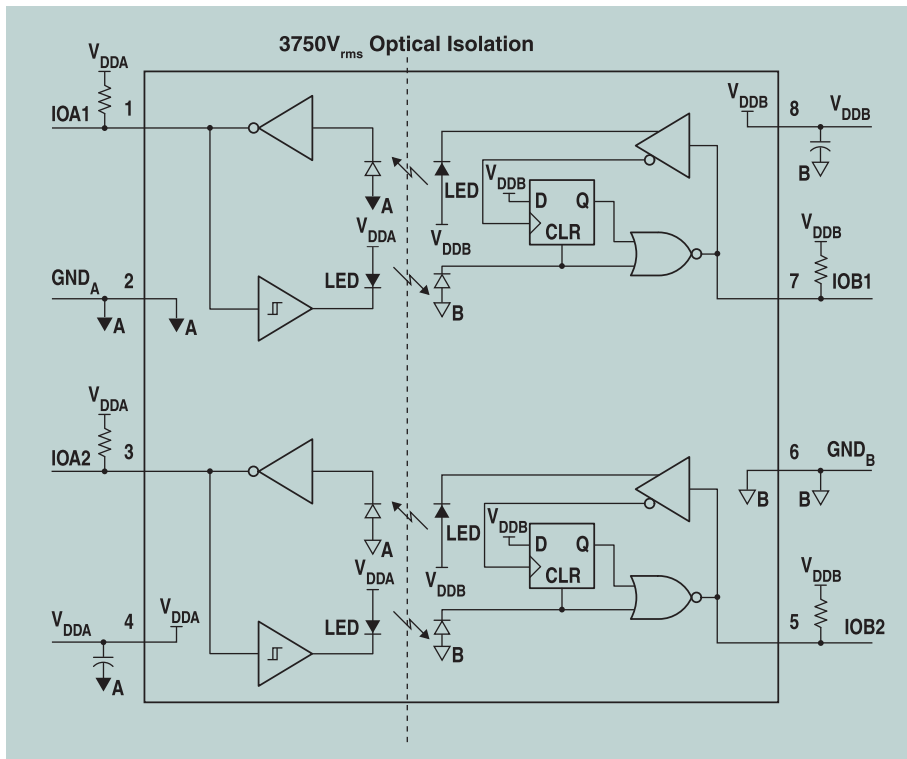 3750Vrms Optical Isolation
VDDA
IOA1
1
A
VDDA
LED
LED
VDDB
VDDB
D Q
CLR
B
VDDB
8
VDDB
B
VDDB
7
IOB1
GNDA
2
A
A
VDDA
IOA2
3
A
VDDA
LED
LED
VDDB
VDDB
D Q
CLR
B
6
GNDB
B
B
VDDB
5
IOB2
VDDA
4
VDDA
A